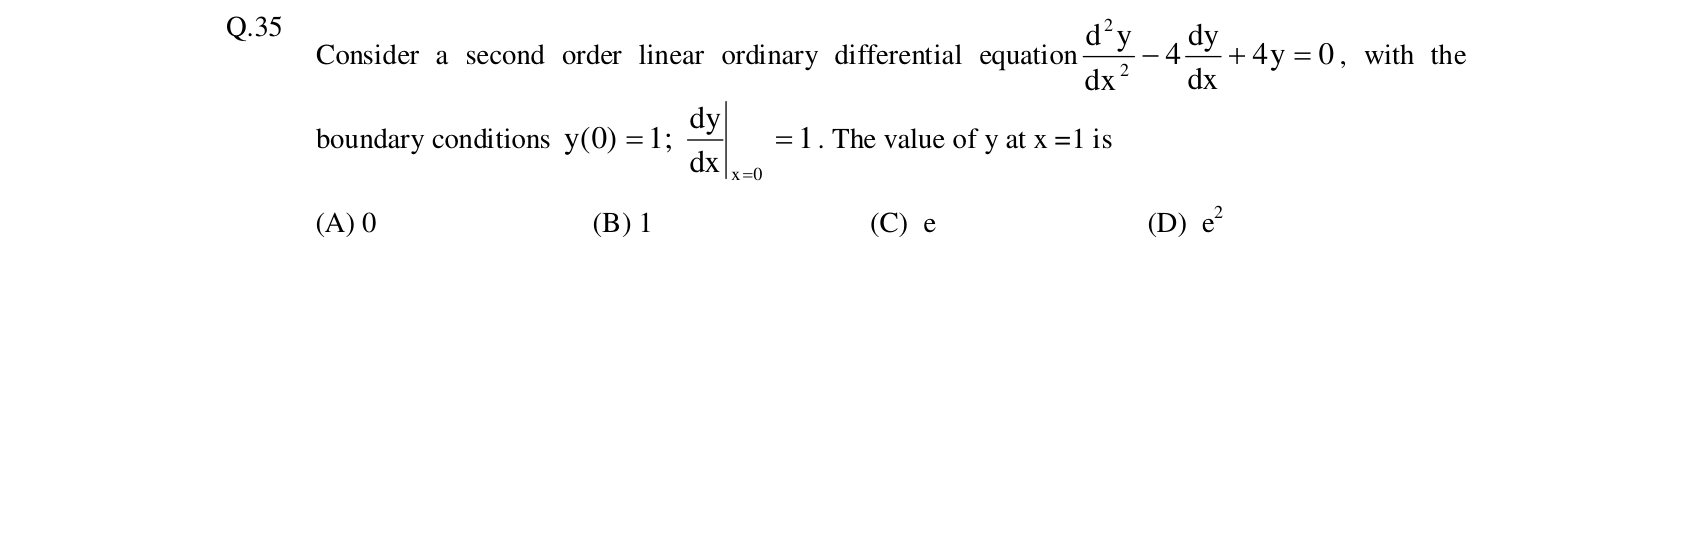 Q.35
Consider a second order linear ordinary differential equation d²y/dx² − 4 dy/dx + 4y = 0, with the
boundary conditions y(0) = 1; dy/dx|x=0 = 1. The value of y at x =1 is
(A) 0 (B) 1 (C) e (D) e²